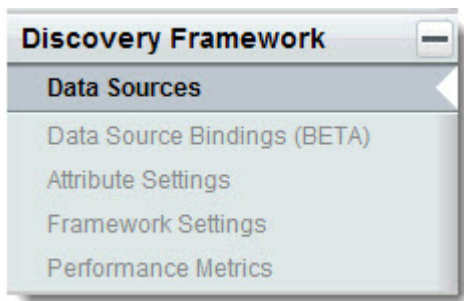 Discovery Framework
Data Sources
Data Source Bindings (BETA)
Attribute Settings
Framework Settings
Performance Metrics